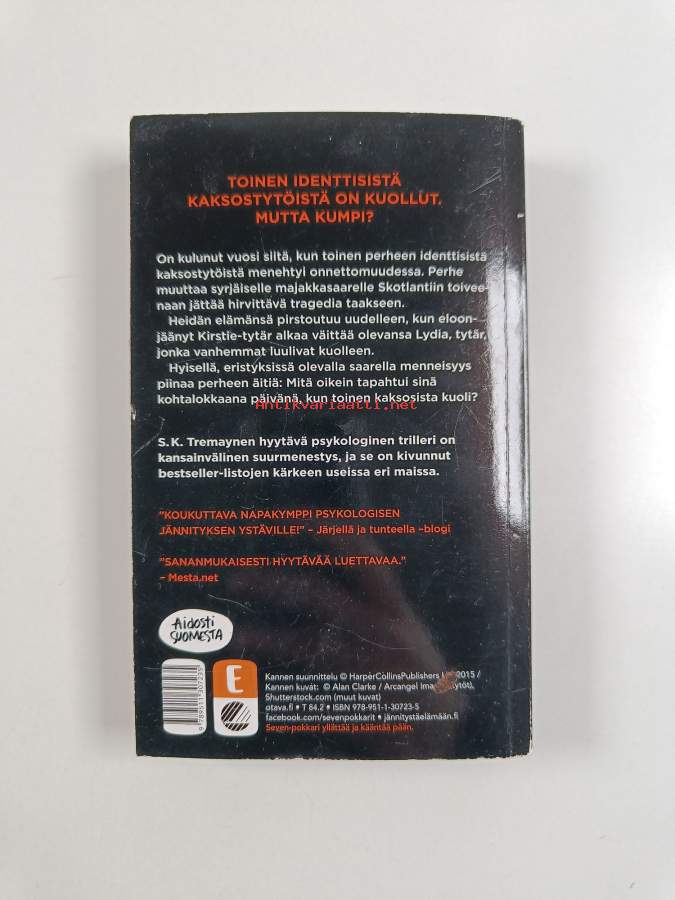 TOINEN IDENTTISISTÄ
KAKSOSTYTÖISTÄ ON KUOLLUT.
MUTTA KUMPI?
On kulunut vuosi siitä, kun toinen perheen identtisistä
kaksostytöistä menehtyi onnettomuudessa. Perhe
muuttaa syrjäiselle majakkasaarelle Skotlantiin toivee-
naan jättää hirvittävä tragedia taakseen.
Heidän elämänsä pirstoutuu uudelleen, kun eloon-
jäänyt Kirstie-tytär alkaa väittää olevansa Lydia, tytär,
jonka vanhemmat luulivat kuolleen.
Hyisellä, eristyksissä olevalla saarella menneisyys
piinaa perheen äitiä: Mitä oikein tapahtui sinä
kohtalokkaana päivänä, kun toinen kaksosista kuoli?
Antikvariaatti.net
S.K. Tremaynen hyytävä psykologinen trilleri on
kansainvälinen suurmenestys, ja se on kivunnut
bestseller-listojen kärkeen useissa eri maissa.
"KOUKUTTAVA NAPAKYMPPI PSYKOLOGISEN
JÄNNITYKSEN YSTÄVILLE!" – Järjellä ja tunteella –blogi
"SANANMUKAISESTI HYYTÄVÄÄ LUETTAVAA."
– Mesta.net
Aidosti
SUOMESTA
E
9 789511 307235
Kannen suunnittelu © HarperCollinsPublishers 2015 /
Kannen kuvat: © Alan Clarke / Arcangel
Shutterstock.com (muut kuvat)
otava.fi • T 84.2 • ISBN 978-951-1-30723-5
facebook.com/sevenpokkarit • jännitystäelämään.fi
Seven-pokkari yllättää ja kääntää pään.